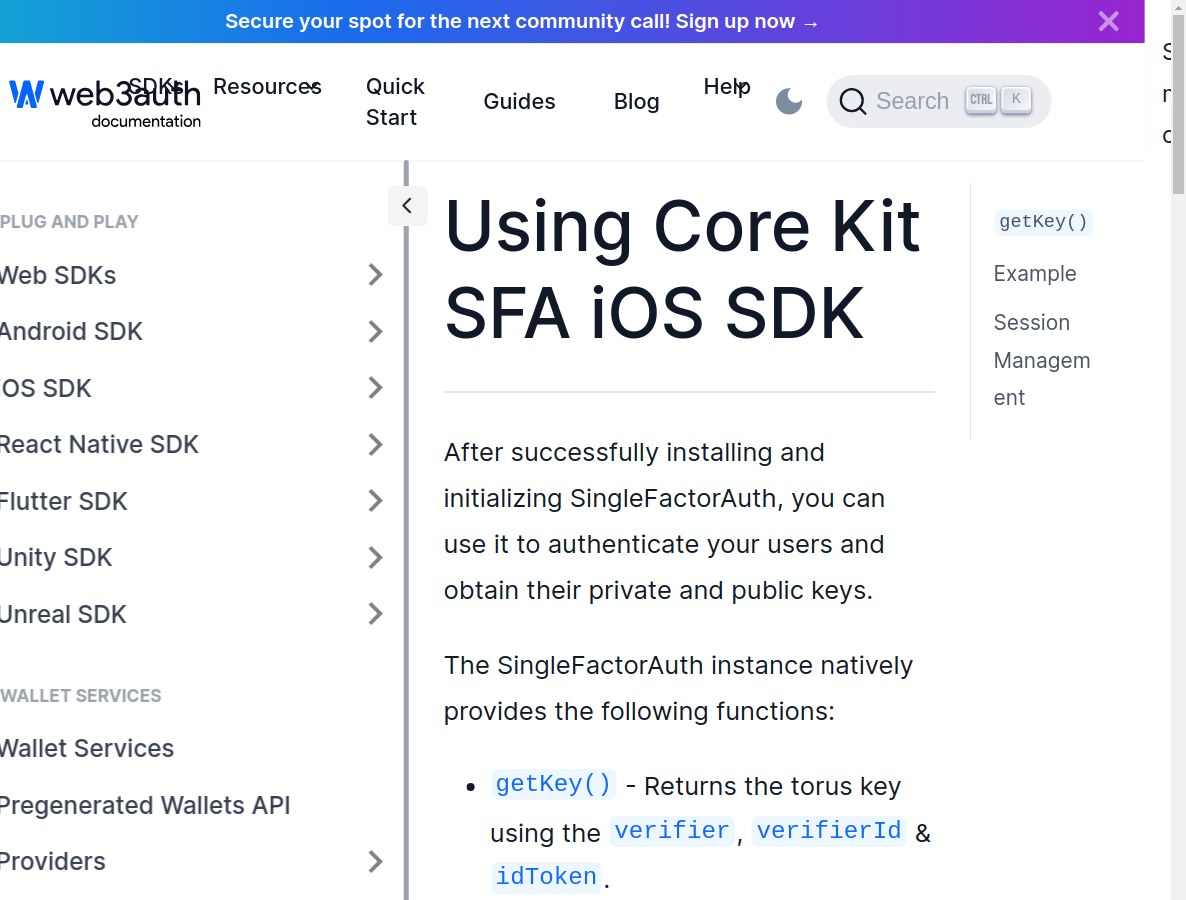 Secure your spot for the next community call! Sign up now →
web3auth
documentation
SDKs
Resources
Quick
Start
Guides
Blog
Help
Search
CTRL
K
PLUG AND PLAY
Web SDKs
Android SDK
iOS SDK
React Native SDK
Flutter SDK
Unity SDK
Unreal SDK
WALLET SERVICES
Wallet Services
Pregenerated Wallets API
Providers
Using Core Kit
SFA iOS SDK
After successfully installing and
initializing SingleFactorAuth, you can
use it to authenticate your users and
obtain their private and public keys.
The SingleFactorAuth instance natively
provides the following functions:
• getKey() - Returns the torus key
using the verifier, verifierId &
idToken.
getKey()
Example
Session
Managem
ent